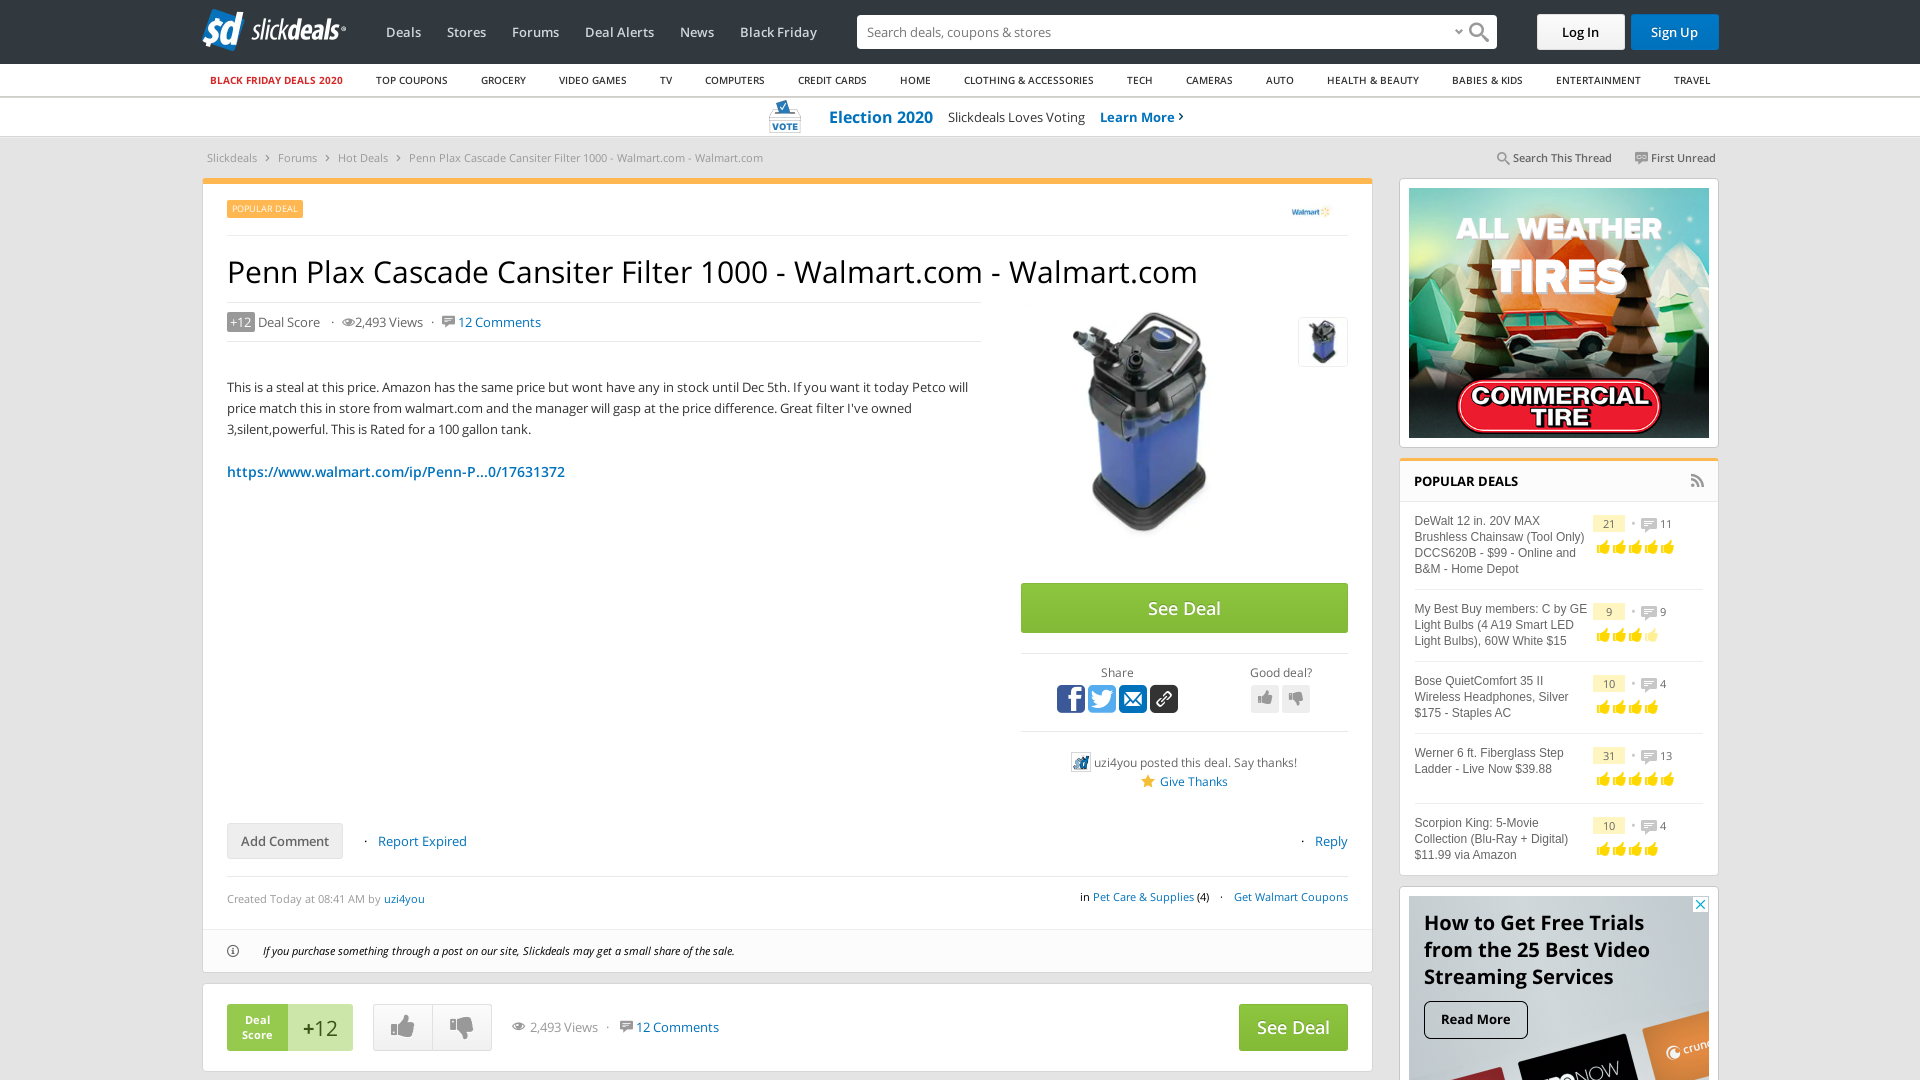 slickdeals
Deals
Stores
Forums
Deal Alerts
News
Black Friday
Search deals, coupons & stores
Log In
Sign Up
BLACK FRIDAY DEALS 2020
TOP COUPONS
GROCERY
VIDEO GAMES
TV
COMPUTERS
CREDIT CARDS
HOME
CLOTHING & ACCESSORIES
TECH
CAMERAS
AUTO
HEALTH & BEAUTY
BABIES & KIDS
ENTERTAINMENT
TRAVEL
VOTE
Election 2020 Slickdeals Loves Voting Learn More
Slickdeals > Forums > Hot Deals > Penn Plax Cascade Cansiter Filter 1000 - Walmart.com - Walmart.com
Search This Thread
First Unread
POPULAR DEAL
Walmart
Penn Plax Cascade Cansiter Filter 1000 - Walmart.com - Walmart.com
+12 Deal Score · 2,493 Views · 12 Comments
This is a steal at this price. Amazon has the same price but wont have any in stock until Dec 5th. If you want it today Petco will
price match this in store from walmart.com and the manager will gasp at the price difference. Great filter I've owned
3,silent,powerful. This is Rated for a 100 gallon tank.
https://www.walmart.com/ip/Penn-P...0/17631372
See Deal
Share
Good deal?
uzi4you posted this deal. Say thanks!
Give Thanks
Add Comment · Report Expired
· Reply
Created Today at 08:41 AM by uzi4you
in Pet Care & Supplies (4) · Get Walmart Coupons
If you purchase something through a post on our site, Slickdeals may get a small share of the sale.
Deal
Score
+12
2,493 Views · 12 Comments
See Deal
ALL WEATHER
TIRES
COMMERCIAL
TIRE
POPULAR DEALS
DeWalt 12 in. 20V MAX
Brushless Chainsaw (Tool Only)
DCCS620B - $99 - Online and
B&M - Home Depot
21 • 11
My Best Buy members: C by GE
Light Bulbs (4 A19 Smart LED
Light Bulbs), 60W White $15
9 • 9
Bose QuietComfort 35 II
Wireless Headphones, Silver
$175 - Staples AC
10 • 4
Werner 6 ft. Fiberglass Step
Ladder - Live Now $39.88
31 • 13
Scorpion King: 5-Movie
Collection (Blu-Ray + Digital)
$11.99 via Amazon
10 • 4
How to Get Free Trials
from the 25 Best Video
Streaming Services
Read More
crunc
NOW